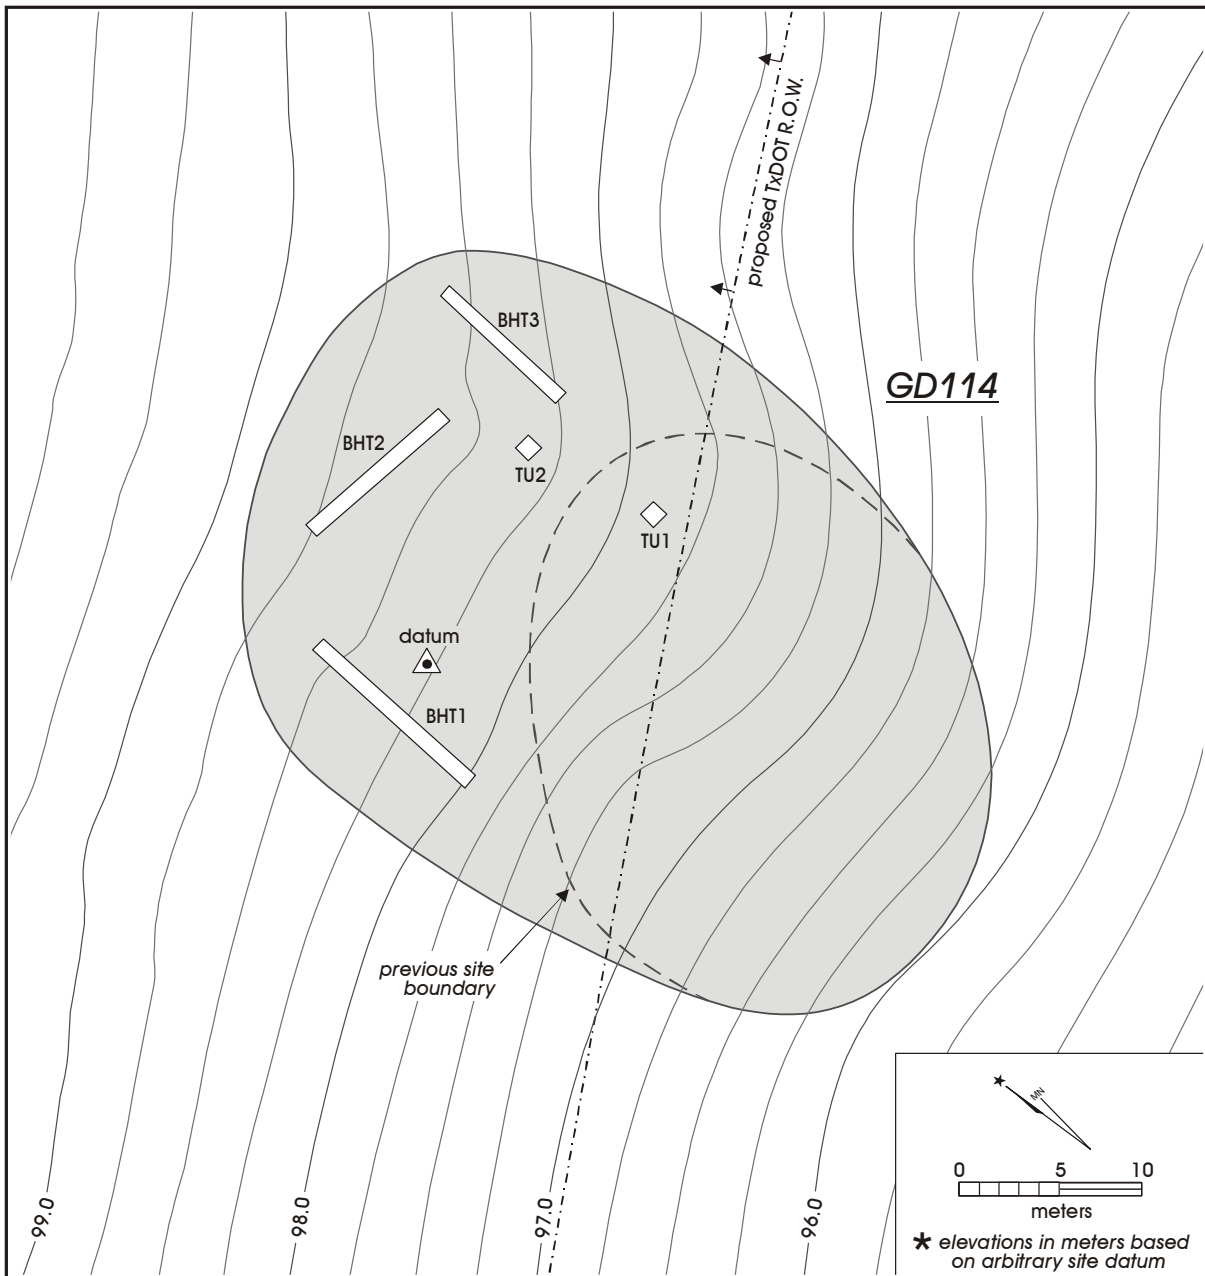 proposed TxDOT R.O.W.
GD114
BHT3
BHT2
TU2
TU1
datum
BHT1
previous site
boundary
MN
0 5 10
meters
* elevations in meters based
on arbitrary site datum
99.0
98.0
97.0
96.0